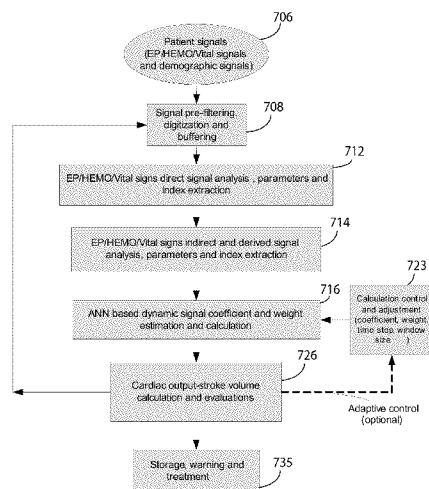 706
Patient signals
(EP/HEMO/Vital signals
and demographic signals)
708
Signal pre-filtering,
digitization and
buffering
712
EP/HEMO/Vital signs direct signal analysis , parameters and
index extraction
714
EP/HEMO/Vital signs indirect and derived signal
analysis, parameters and index extraction
716
ANN based dynamic signal coefficient and weight
estimation and calculation
723
Calculation control
and adjustment
(coefficient, weight,
time stop, window
size )
726
Cardiac output-stroke volume
calculation and evaluations
Adaptive control
(optional)
Storage, warning and
treatment
735